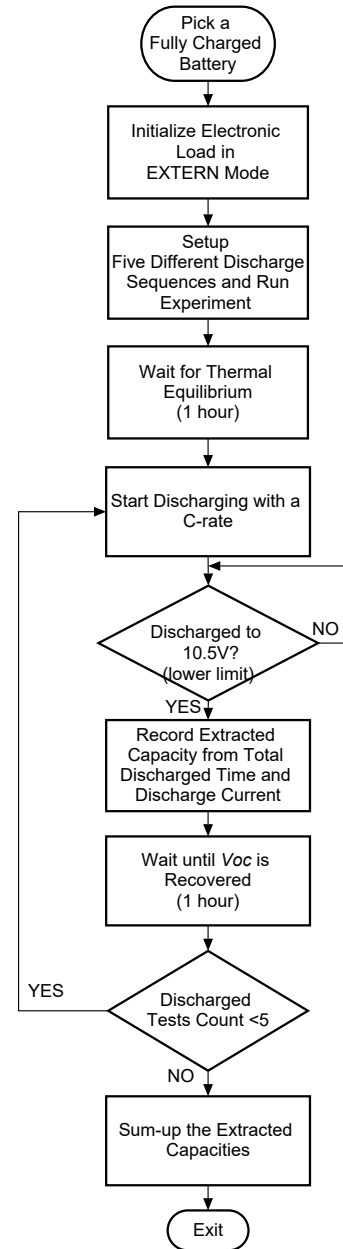 Pick a
Fully Charged
Battery
Initialize Electronic
Load in
EXTERN Mode
Setup
Five Different Discharge
Sequences and Run
Experiment
Wait for Thermal
Equilibrium
(1 hour)
Start Discharging with a
C-rate
Discharged to
10.5V?
(lower limit)
NO
YES
Record Extracted
Capacity from Total
Discharged Time and
Discharge Current
Wait until Voc is
Recovered
(1 hour)
YES
Discharged
Tests Count <5
NO
Sum-up the Extracted
Capacities
Exit